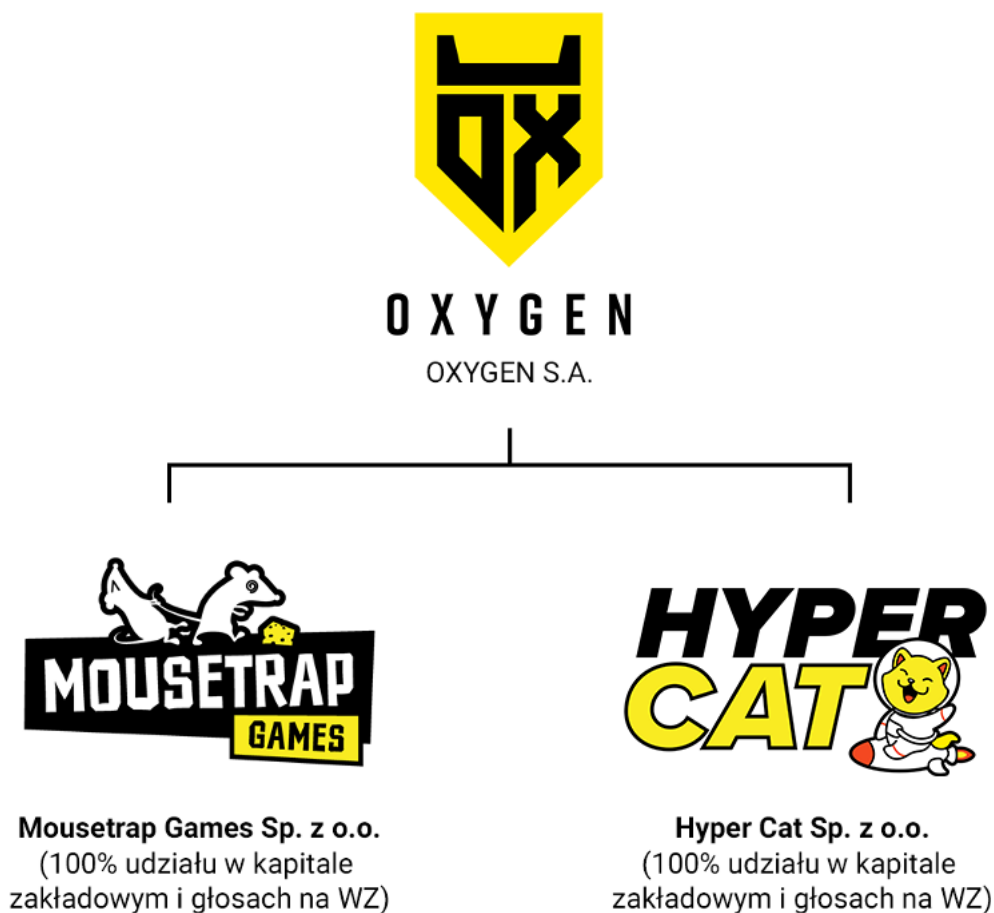 OX
OXYGEN
OXYGEN S.A.
MOUSETRAP
GAMES
Mousetrap Games Sp. z o.o.
(100% udziału w kapitale
zakładowym i głosach na WZ)
HYPER
CAT
Hyper Cat Sp. z o.o.
(100% udziału w kapitale
zakładowym i głosach na WZ)